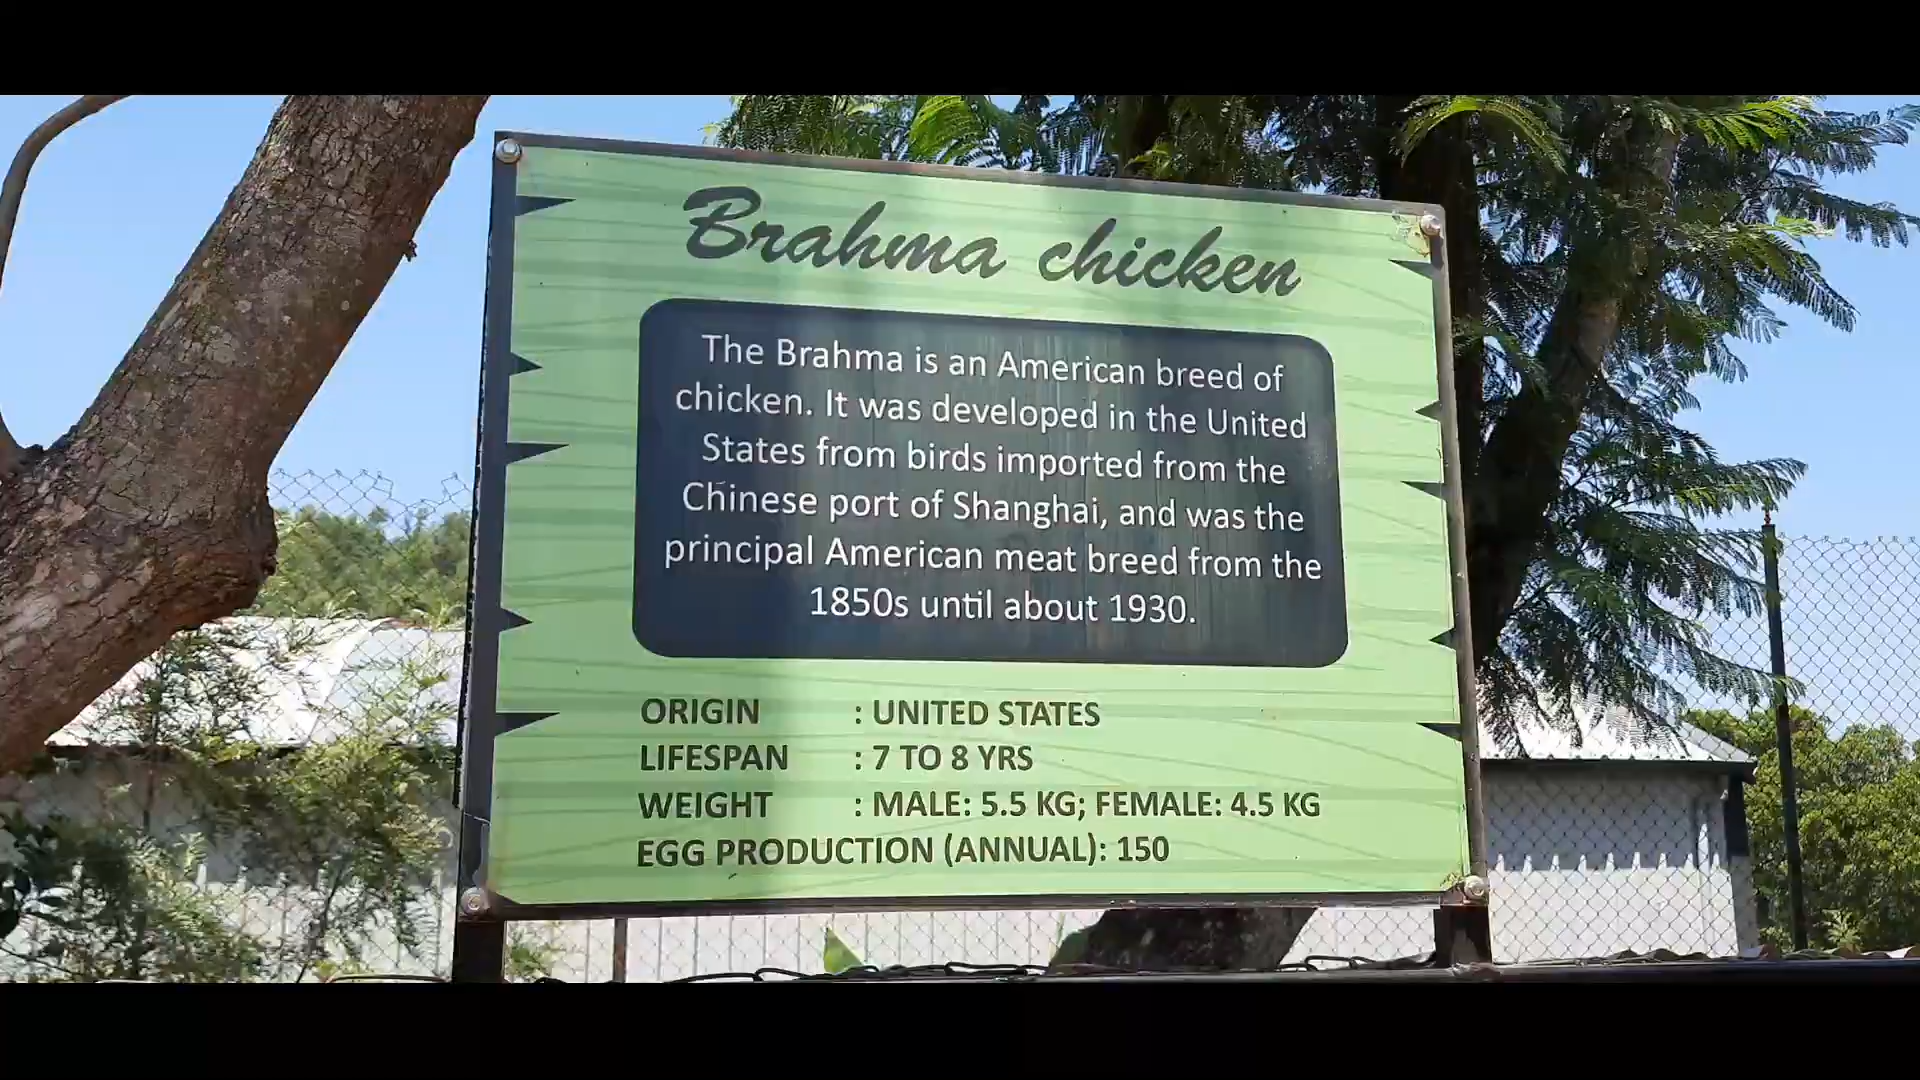 Brahma chicken
The Brahma is an American breed of
chicken. It was developed in the United
States from birds imported from the
Chinese port of Shanghai, and was the
principal American meat breed from the
1850s until about 1930.
ORIGIN : UNITED STATES
LIFESPAN : 7 TO 8 YRS
WEIGHT : MALE: 5.5 KG; FEMALE: 4.5 KG
EGG PRODUCTION (ANNUAL): 150